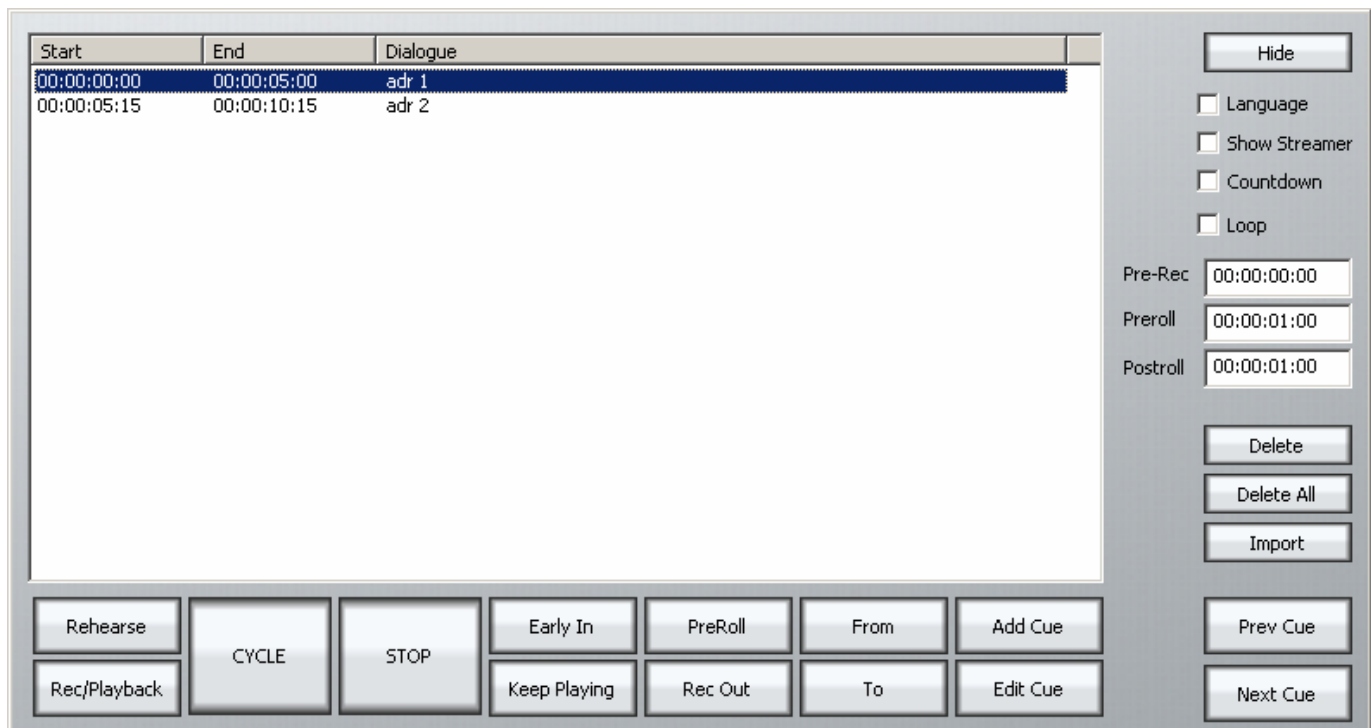 Start End Dialogue
00:00:00:00 00:00:05:00 adr 1
00:00:05:15 00:00:10:15 adr 2
Hide
Language
Show Streamer
Countdown
Loop
Pre-Rec 00:00:00:00
Preroll 00:00:01:00
Postroll 00:00:01:00
Delete
Delete All
Import
Rehearse CYCLE STOP Early In PreRoll From Add Cue Prev Cue
Rec/Playback Keep Playing Rec Out To Edit Cue Next Cue